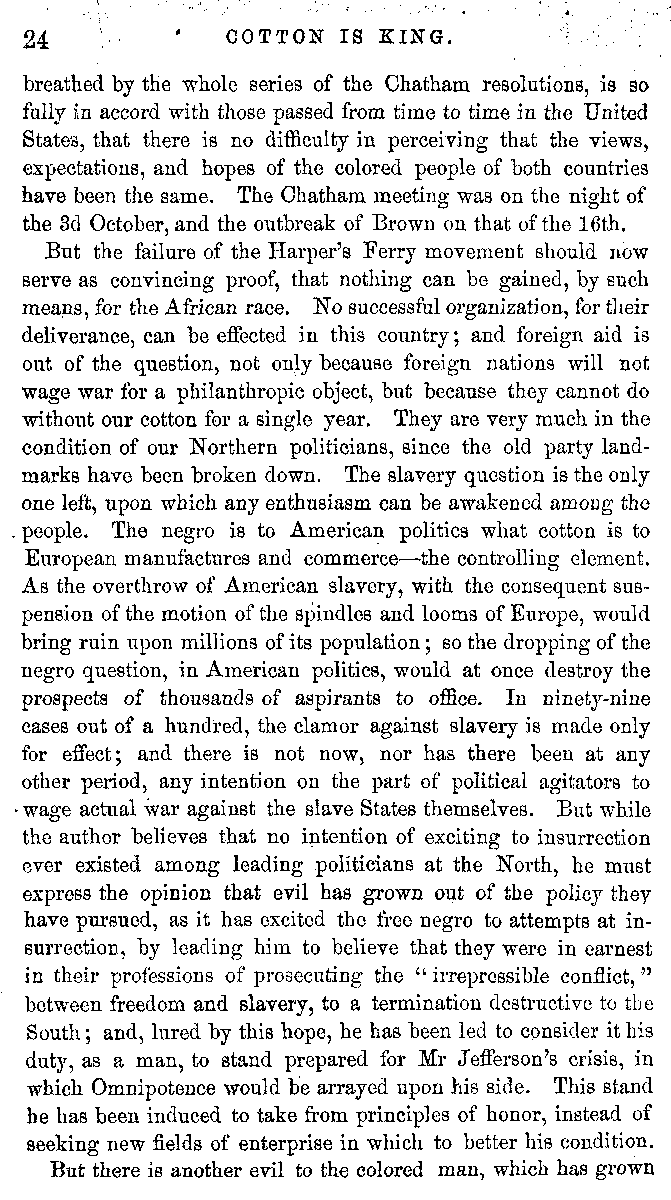 24 COTTON IS KING.
breathed by the whole series of the Chatham resolutions, is so
fully in accord with those passed from time to time in the United
States, that there is no difficulty in perceiving that the views,
expectations, and hopes of the colored people of both countries
have been the same. The Chatham meeting was on the night of
the 3d October, and the outbreak of Brown on that of the 16th.
But the failure of the Harper's Ferry movement should now
serve as convincing proof, that nothing can be gained, by such
means, for the African race. No successful organization, for their
deliverance, can be effected in this country; and foreign aid is
out of the question, not only because foreign nations will not
wage war for a philanthropic object, but because they cannot do
without our cotton for a single year. They are very much in the
condition of our Northern politicians, since the old party land-
marks have been broken down. The slavery question is the only
one left, upon which any enthusiasm can be awakened among the
people. The negro is to American politics what cotton is to
European manufactures and commerce—the controlling element.
As the overthrow of American slavery, with the consequent sus-
pension of the motion of the spindles and looms of Europe, would
bring ruin upon millions of its population; so the dropping of the
negro question, in American politics, would at once destroy the
prospects of thousands of aspirants to office. In ninety-nine
cases out of a hundred, the clamor against slavery is made only
for effect; and there is not now, nor has there been at any
other period, any intention on the part of political agitators to
wage actual war against the slave States themselves. But while
the author believes that no intention of exciting to insurrection
ever existed among leading politicians at the North, he must
express the opinion that evil has grown out of the policy they
have pursued, as it has excited the free negro to attempts at in-
surrection, by leading him to believe that they were in earnest
in their professions of prosecuting the "irrepressible conflict,"
between freedom and slavery, to a termination destructive to the
South; and, lured by this hope, he has been led to consider it his
duty, as a man, to stand prepared for Mr Jefferson's crisis, in
which Omnipotence would be arrayed upon his side. This stand
he has been induced to take from principles of honor, instead of
seeking new fields of enterprise in which to better his condition.
But there is another evil to the colored man, which has grown